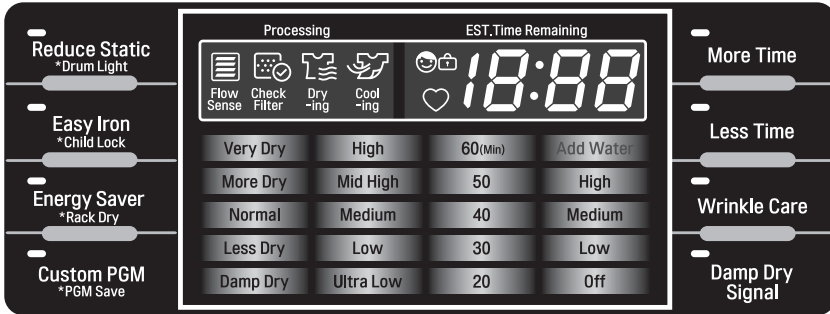 Reduce Static
*Drum Light
Easy Iron
*Child Lock
Energy Saver
*Rack Dry
Custom PGM
*PGM Save
Processing
EST.Time Remaining
Flow Sense
Check Filter
Dry -ing
Cool -ing
18:88
Very Dry High 60(Min) Add Water
More Dry Mid High 50 High
Normal Medium 40 Medium
Less Dry Low 30 Low
Damp Dry Ultra Low 20 Off
More Time
Less Time
Wrinkle Care
Damp Dry
Signal